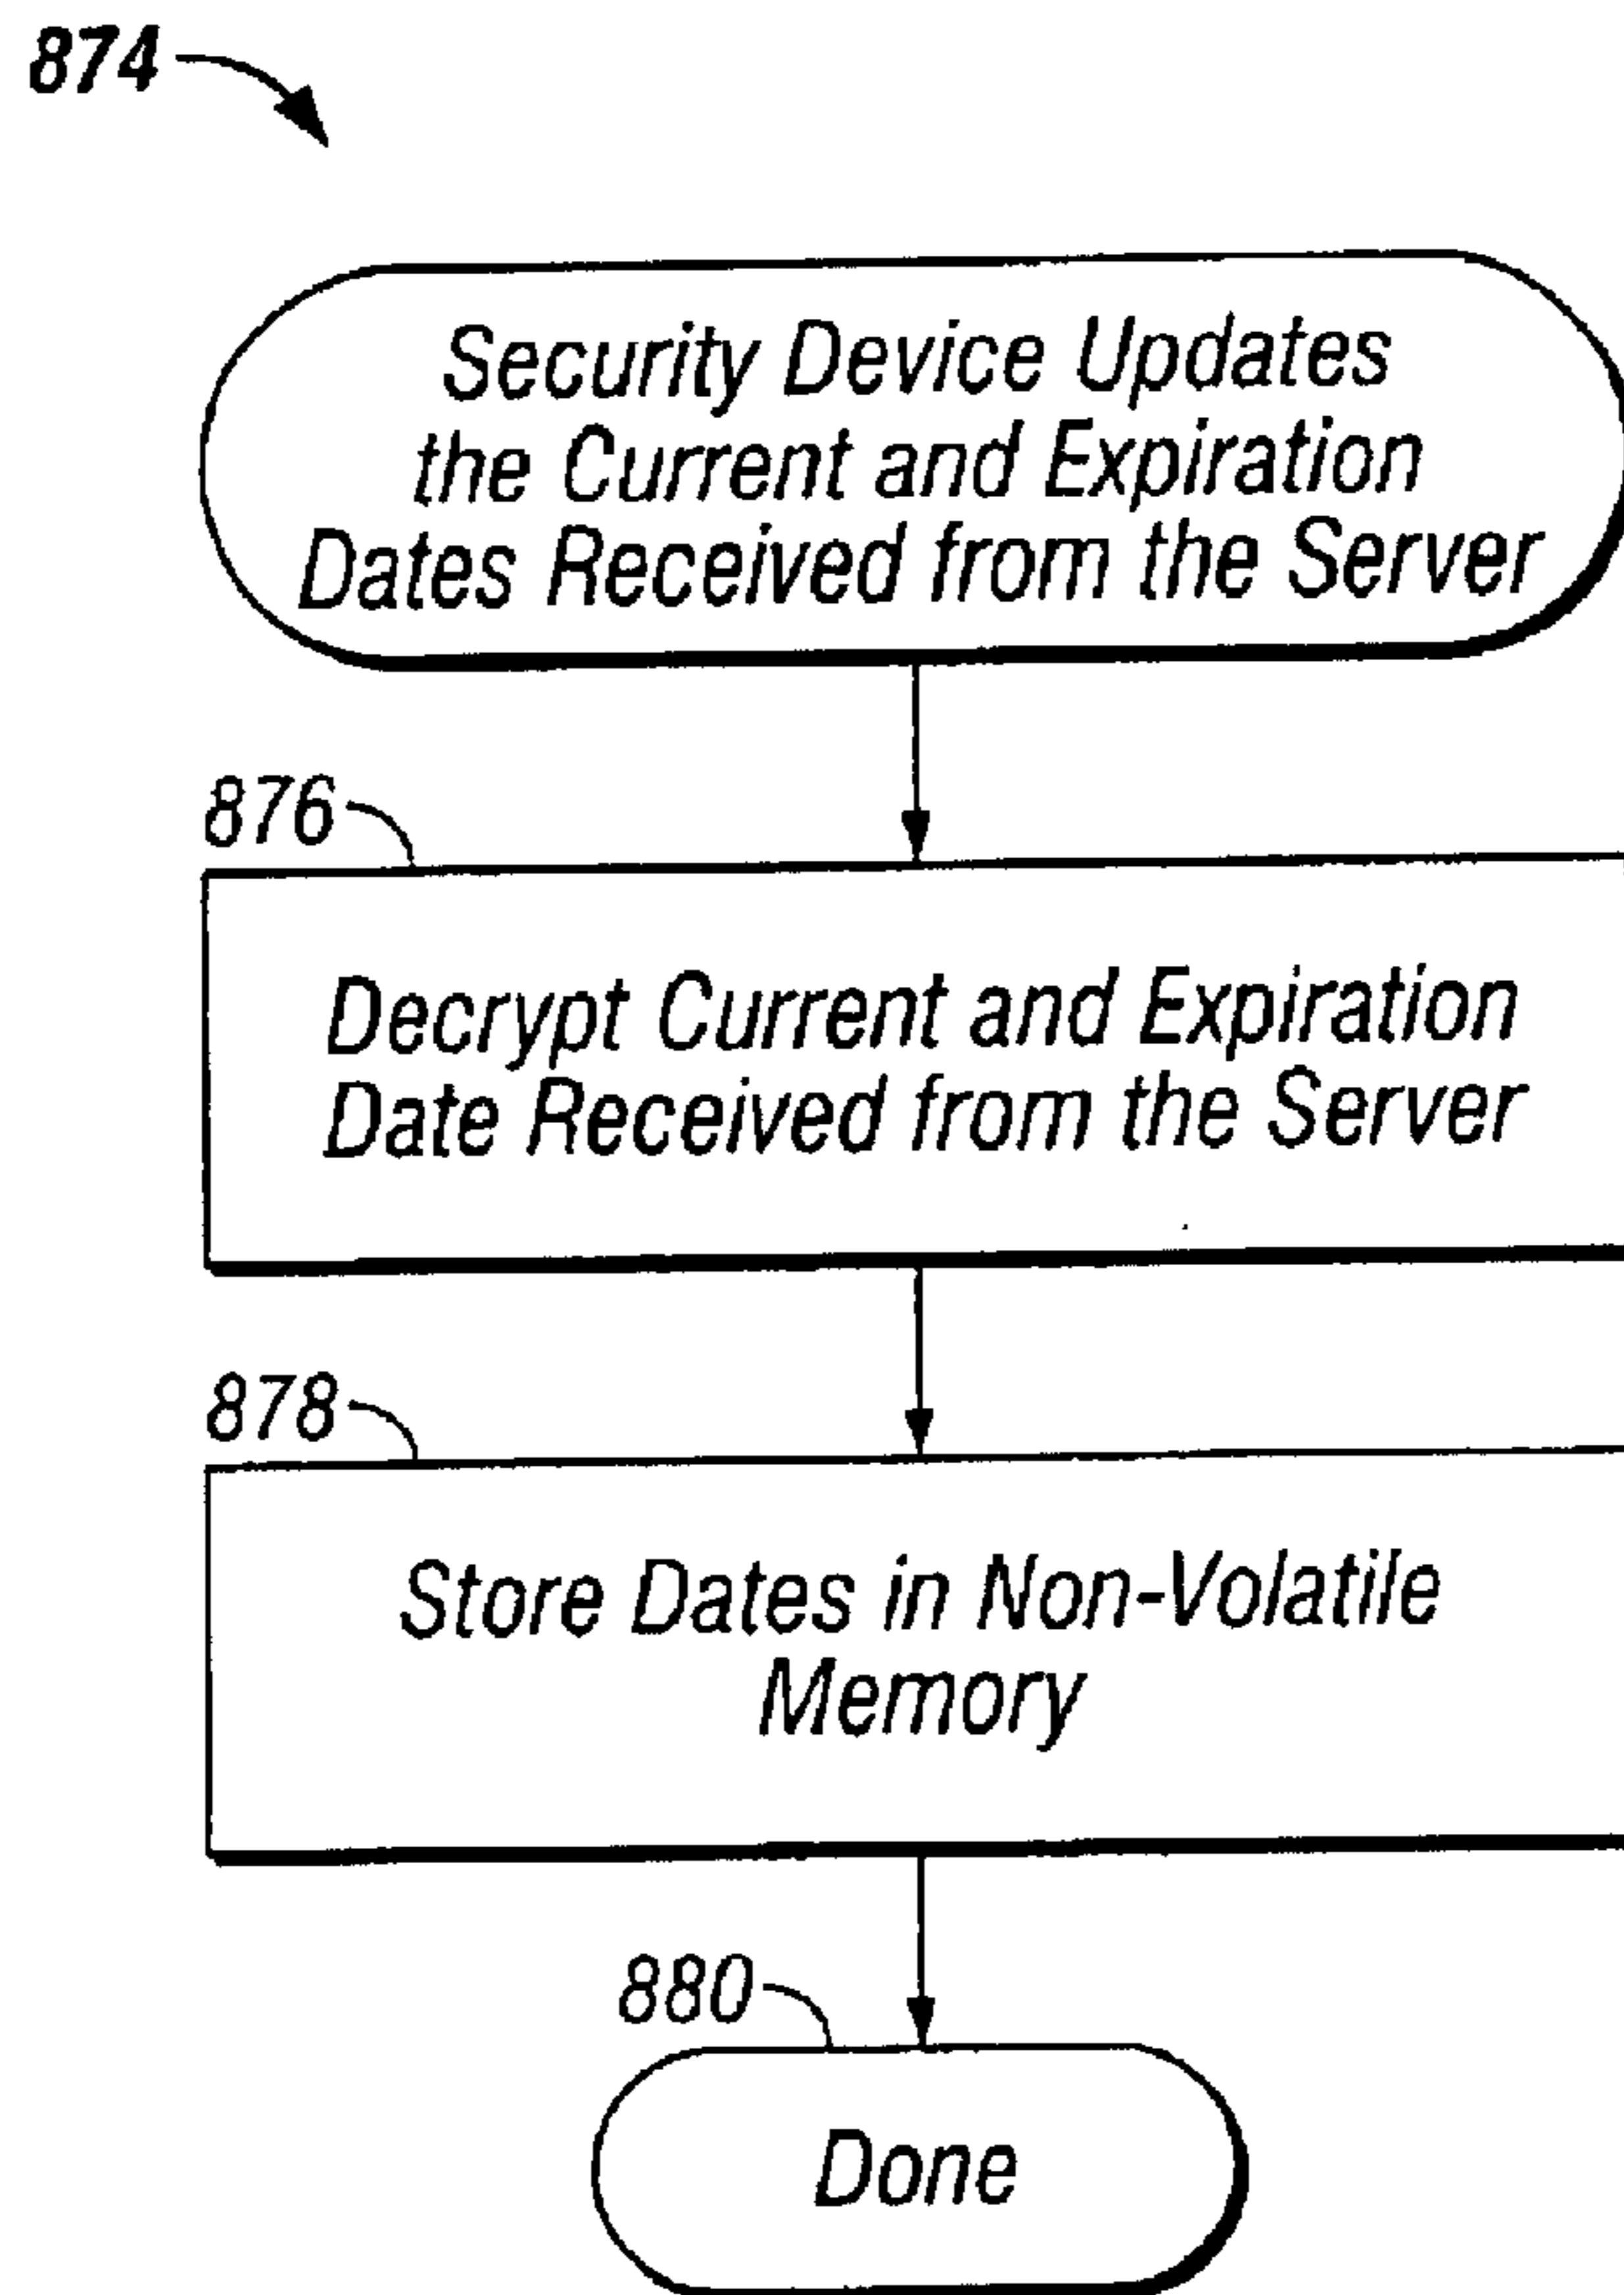 874
Security Device Updates
the Current and Expiration
Dates Received from the Server
876
Decrypt Current and Expiration
Date Received from the Server
878
Store Dates in Non-Volatile
Memory
880
Done